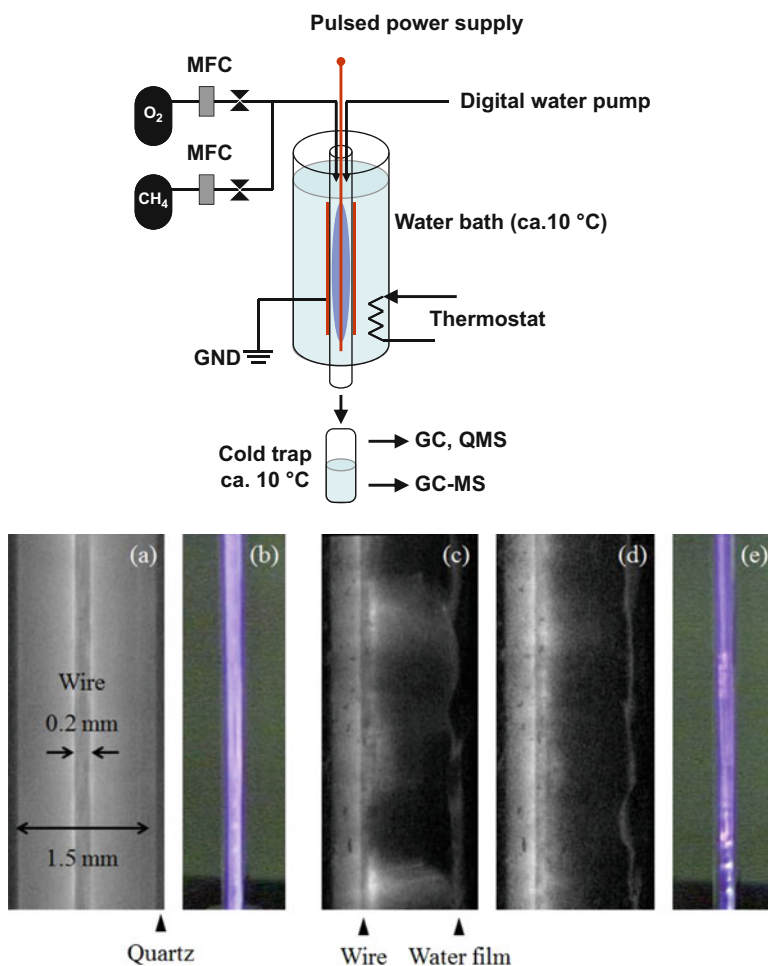 Pulsed power supply
MFC
O2
Digital water pump
MFC
CH4
Water bath (ca.10 °C)
Thermostat
GND
Cold trap
ca. 10 °C
GC, QMS
GC-MS
(a)
(b)
(c)
(d)
(e)
Wire
0.2 mm
1.5 mm
Quartz
Wire
Water film